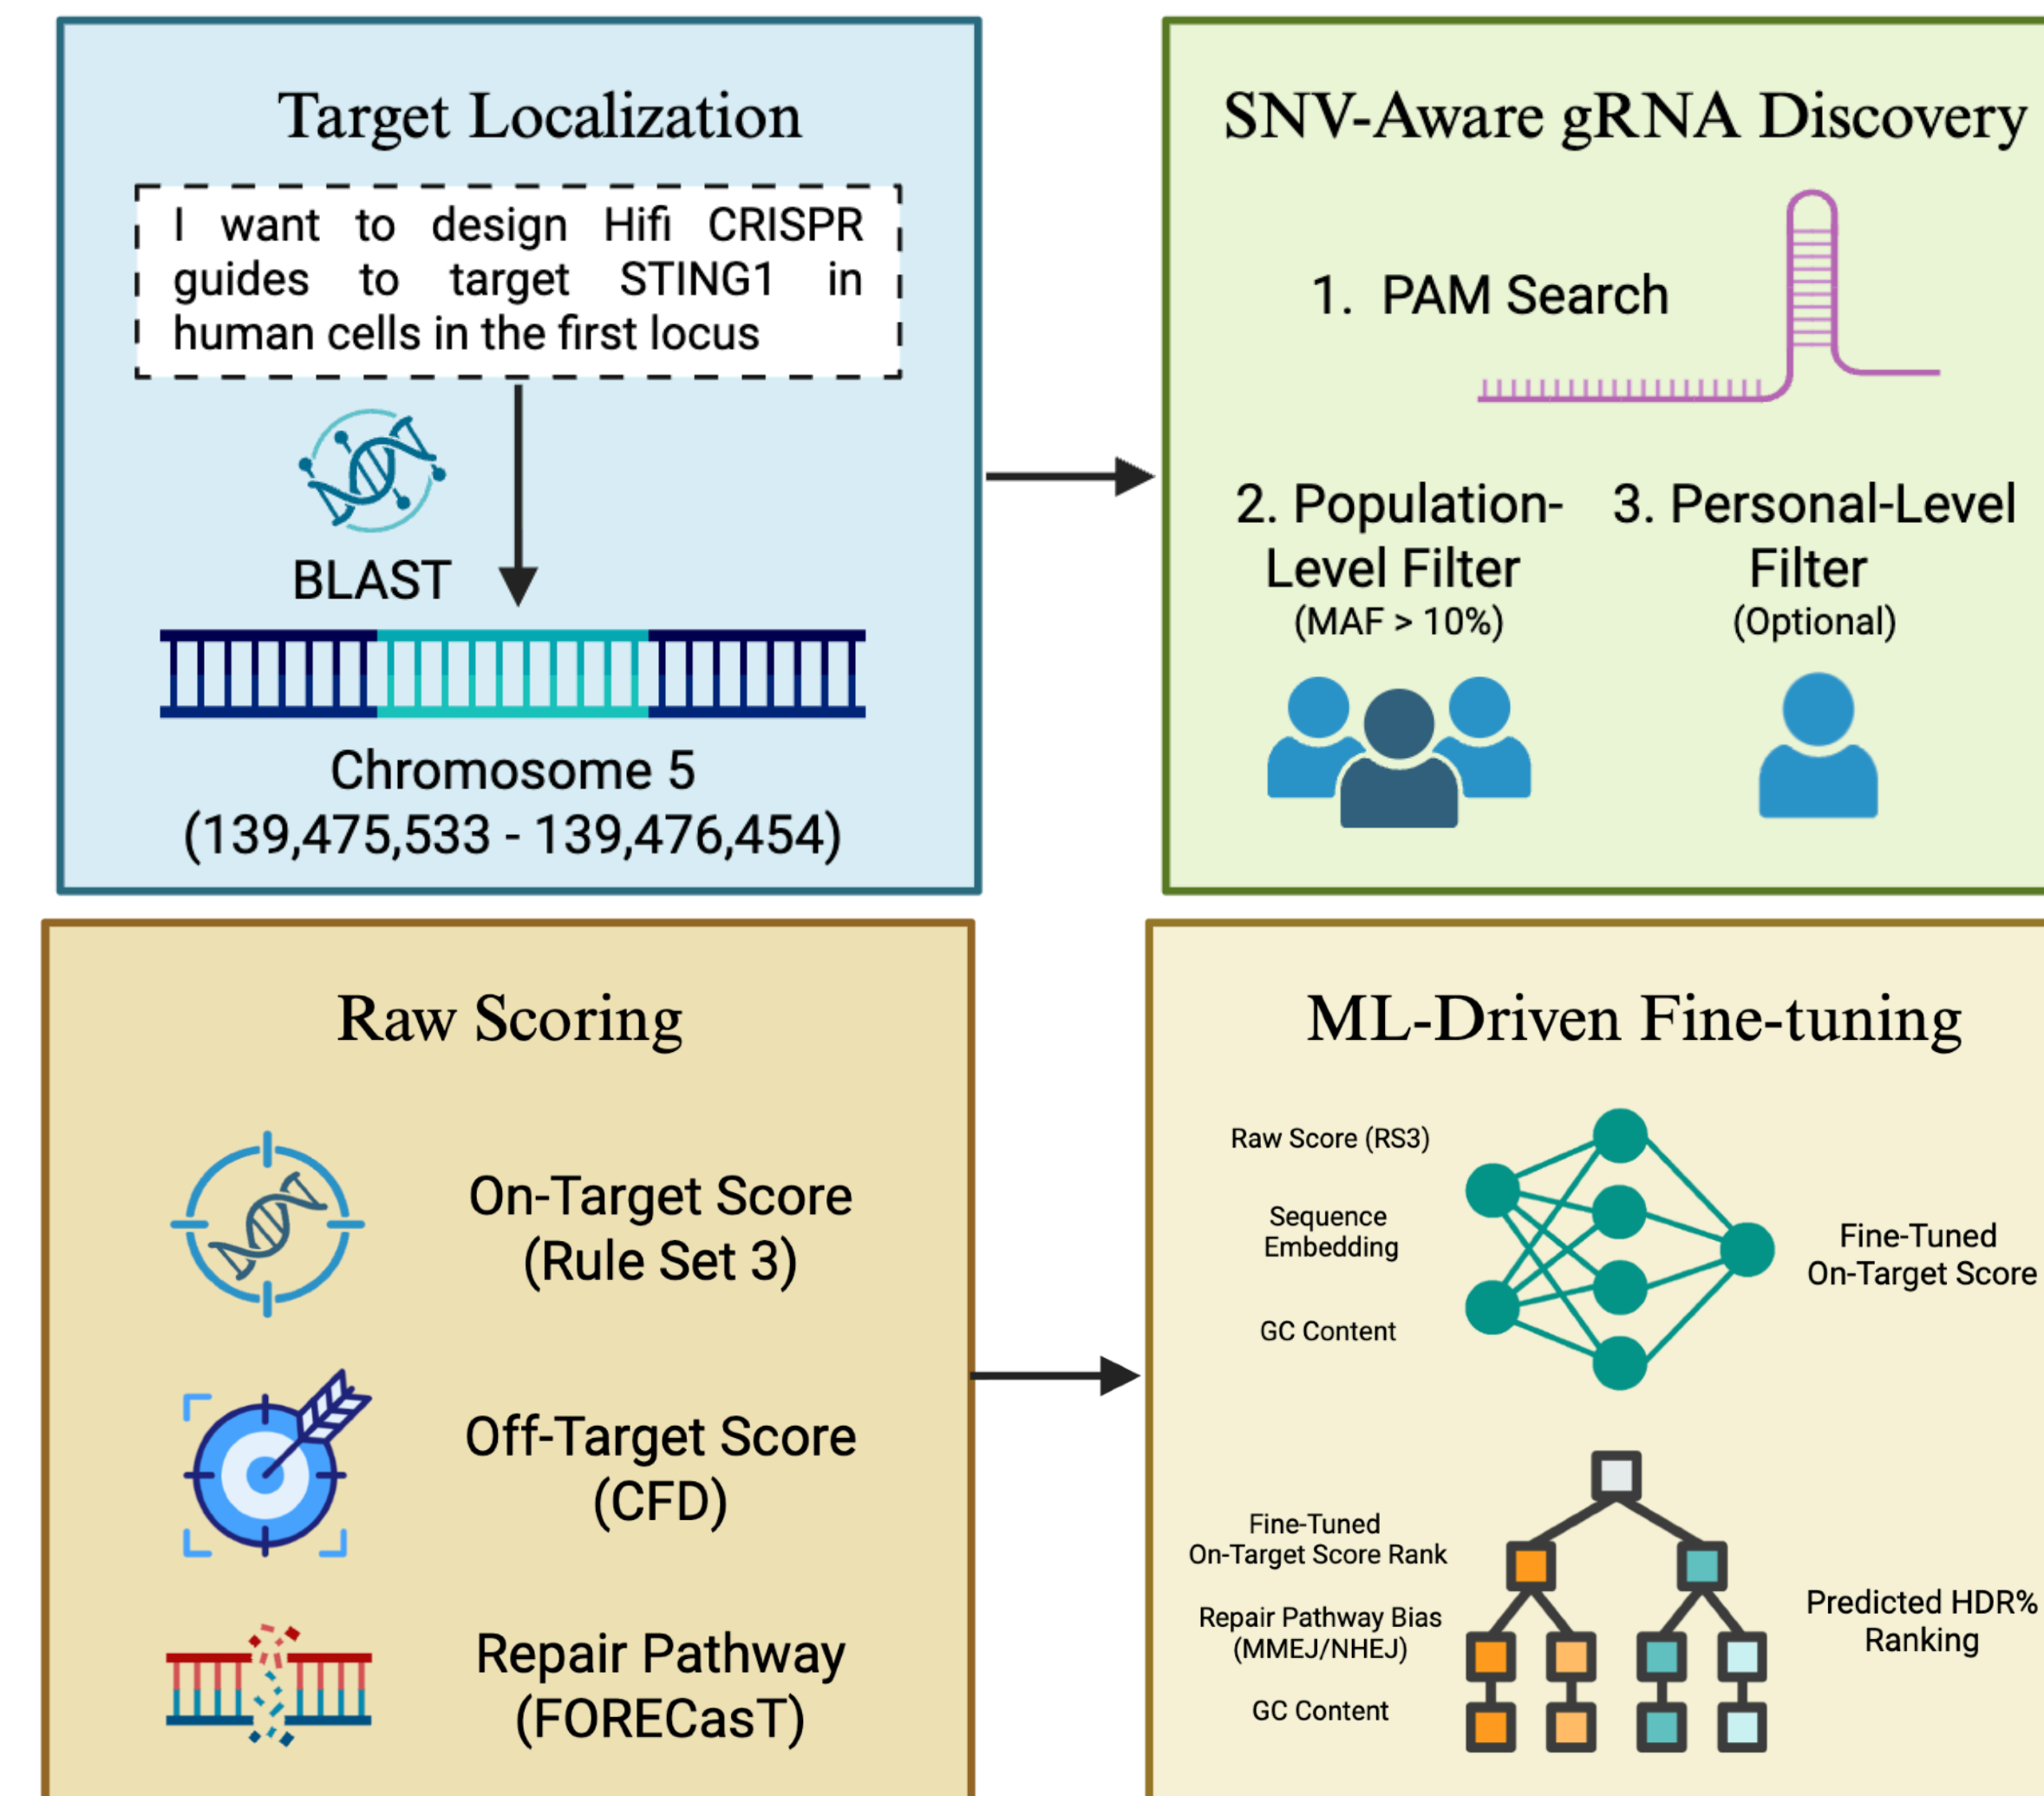 Target Localization
I want to design Hifi CRISPR
guides to target STING1 in
human cells in the first locus
BLAST
Chromosome 5
(139,475,533 - 139,476,454)
SNV-Aware gRNA Discovery
1. PAM Search
2. Population-
Level Filter
(MAF > 10%)
3. Personal-Level
Filter
(Optional)
Raw Scoring
On-Target Score
(Rule Set 3)
Off-Target Score
(CFD)
Repair Pathway
(FORECasT)
ML-Driven Fine-tuning
Raw Score (RS3)
Sequence
Embedding
GC Content
Fine-Tuned
On-Target Score
Fine-Tuned
On-Target Score Rank
Repair Pathway Bias
(MMEJ/NHEJ)
GC Content
Predicted HDR%
Ranking